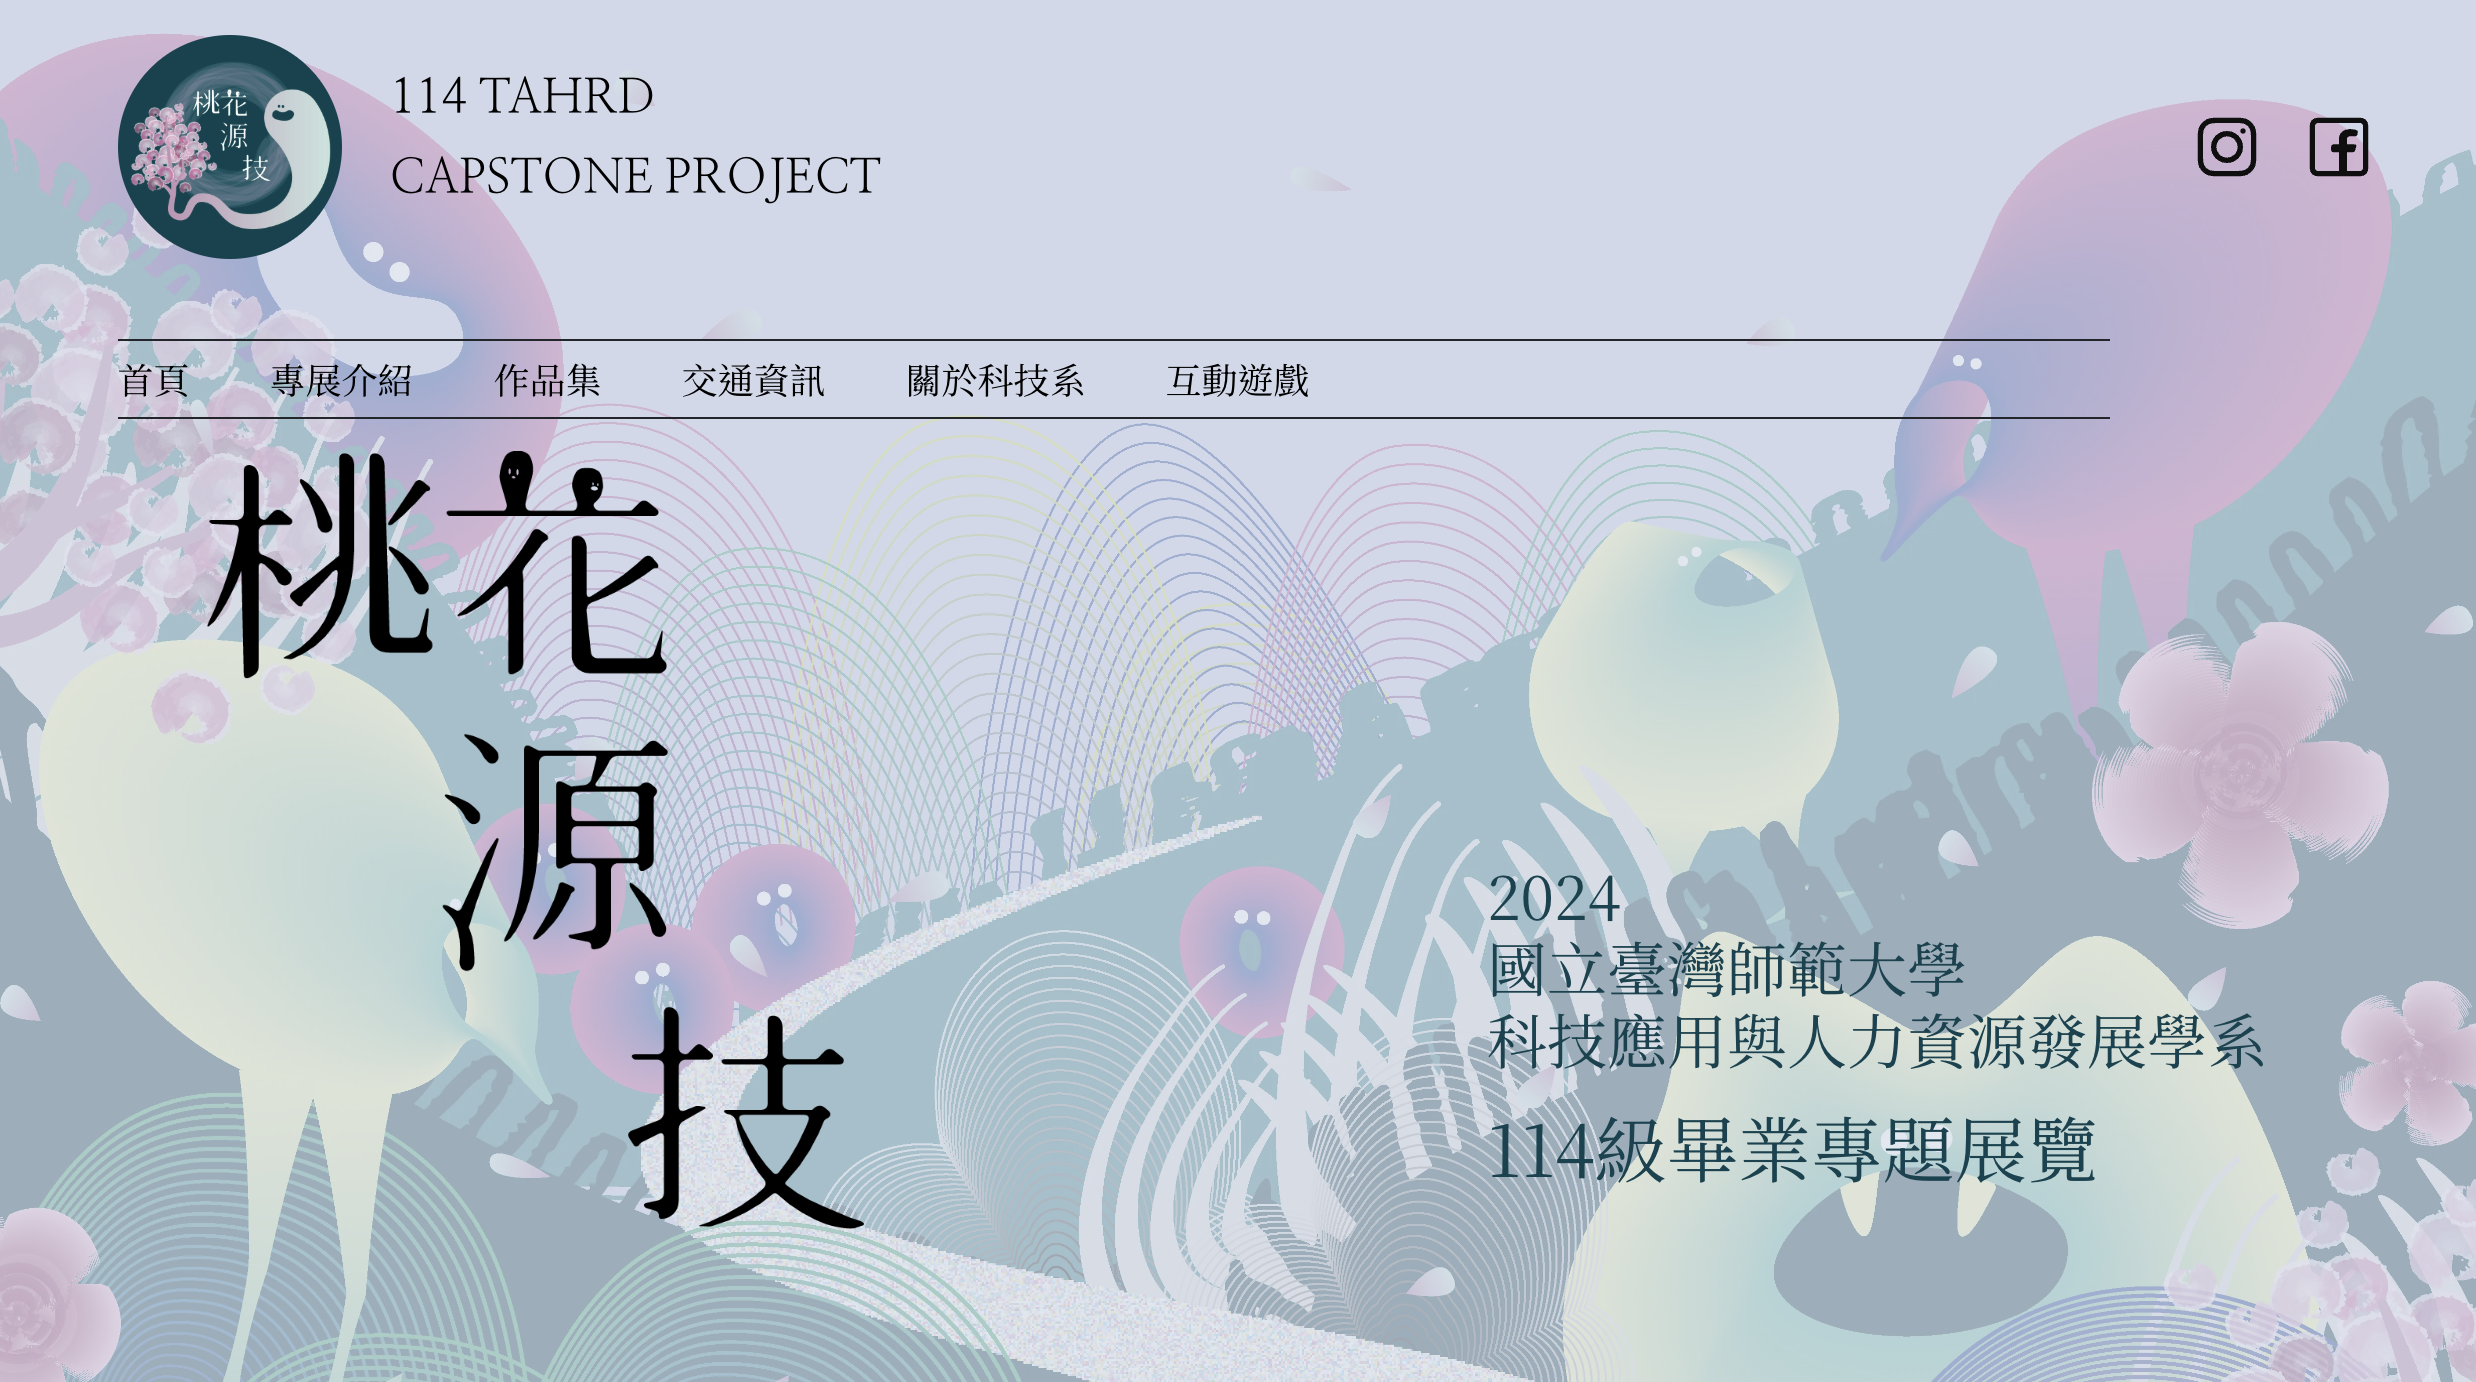 桃花
源
技
114 TAHRD
CAPSTONE PROJECT
首頁 專展介紹 作品集 交通資訊 關於科技系 互動遊戲
桃花
源
技
2024
國立臺灣師範大學
科技應用與人力資源發展學系
114級畢業專題展覽